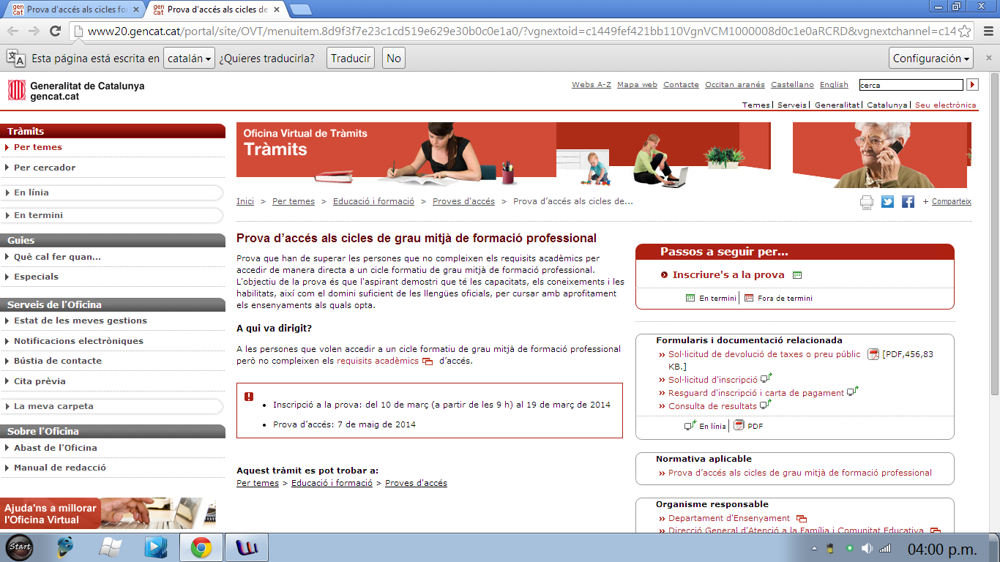 Prova d'accés als cicles fo
Prova d'accés als cicles de
www20.gencat.cat/portal/site/OVT/menuitem.8d9f3f7e23c1cd519e629e30b0c0e1a0/?vgnextoid=c1449fef421bb110VgnVCM1000008d0c1e0aRCRD&vgnextchannel=c14
Esta página está escrita en catalán ¿Quieres traducirla? Traducir No Configuración
Generalitat de Catalunya
gencat.cat
Webs A-Z Mapa web Contacte Occitan aranés Castellano English cerca
Temes | Serveis | Generalitat | Catalunya | Seu electrònica
Tràmits
Per temes
Per cercador
En línia
En termini
Guies
Què cal fer quan...
Especials
Serveis de l'Oficina
Estat de les meves gestions
Notificacions electròniques
Bústia de contacte
Cita prèvia
La meva carpeta
Sobre l'Oficina
Abast de l'Oficina
Manual de redacció
Ajuda'ns a millorar
l'Oficina Virtual
Oficina Virtual de Tràmits
Tràmits
Inici > Per temes > Educació i formació > Proves d'accés > Prova d’accés als cicles de...
+ Comparteix
Prova d’accés als cicles de grau mitjà de formació professional
Prova que han de superar les persones que no compleixen els requisits acadèmics per
accedir de manera directa a un cicle formatiu de grau mitjà de formació professional.
L'objectiu de la prova és que l'aspirant demostri que té les capacitats, els coneixements i les
habilitats, així com el domini suficient de les llengües oficials, per cursar amb aprofitament
els ensenyaments als quals opta.
A qui va dirigit?
A les persones que volen accedir a un cicle formatiu de grau mitjà de formació professional
però no compleixen els requisits acadèmics d’accés.
• Inscripció a la prova: del 10 de març (a partir de les 9 h) al 19 de març de 2014
• Prova d’accés: 7 de maig de 2014
Aquest tràmit es pot trobar a:
Per temes > Educació i formació > Proves d'accés
Passos a seguir per...
Inscriure's a la prova
En termini | Fora de termini
Formularis i documentació relacionada
Sol·licitud de devolució de taxes o preu públic [PDF,456,83
KB.]
Sol·licitud d'inscripció
Resguard d'inscripció i carta de pagament
Consulta de resultats
En línia | PDF
Normativa aplicable
Prova d’accés als cicles de grau mitjà de formació professional
Organisme responsable
Departament d'Ensenyament
Direcció General d'Atenció a la Família i Comunitat Educativa
Start
04:00 p.m.